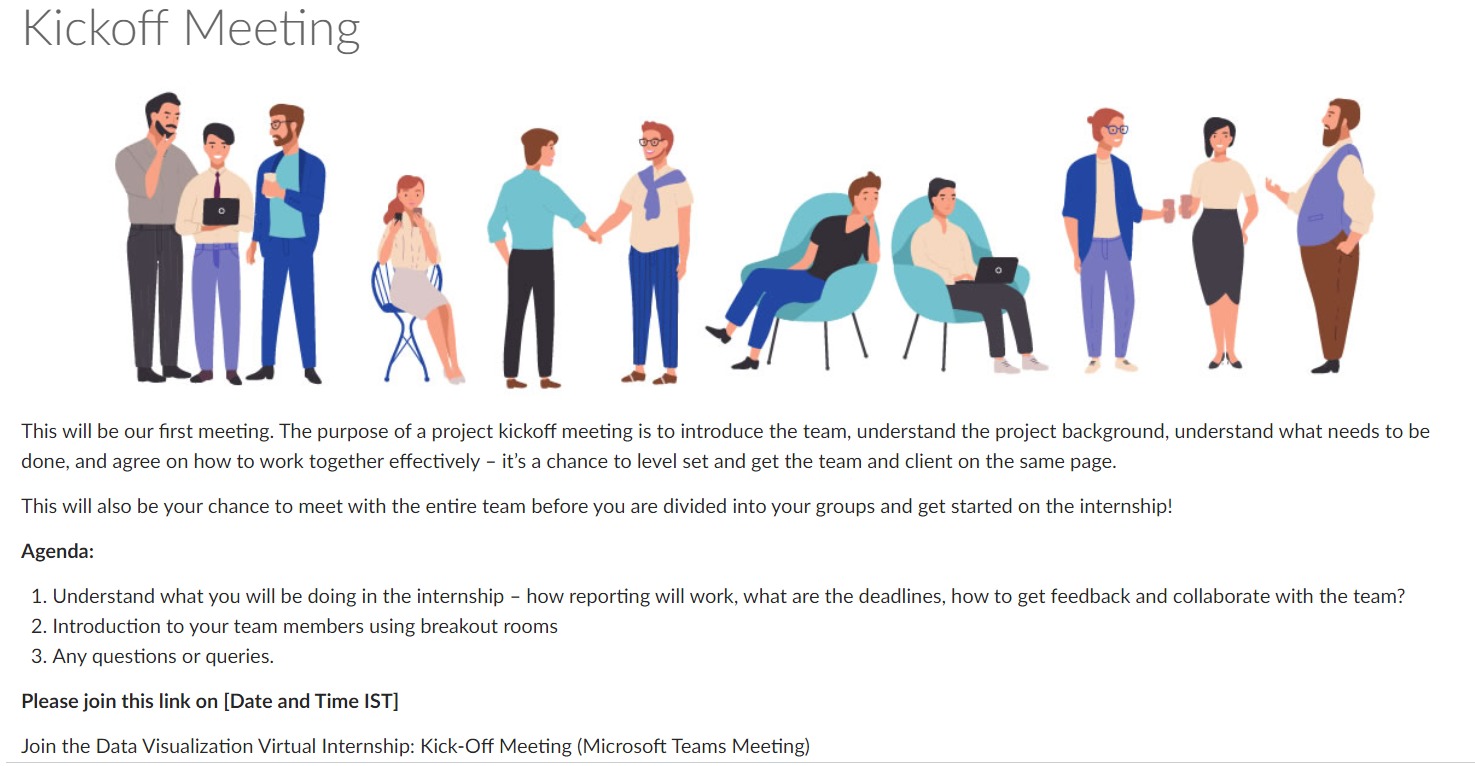 Kickoff Meeting
This will be our first meeting. The purpose of a project kickoff meeting is to introduce the team, understand the project background, understand what needs to be
done, and agree on how to work together effectively – it's a chance to level set and get the team and client on the same page.
This will also be your chance to meet with the entire team before you are divided into your groups and get started on the internship!
Agenda:
1. Understand what you will be doing in the internship – how reporting will work, what are the deadlines, how to get feedback and collaborate with the team?
2. Introduction to your team members using breakout rooms
3. Any questions or queries.
Please join this link on [Date and Time IST]
Join the Data Visualization Virtual Internship: Kick-Off Meeting (Microsoft Teams Meeting)